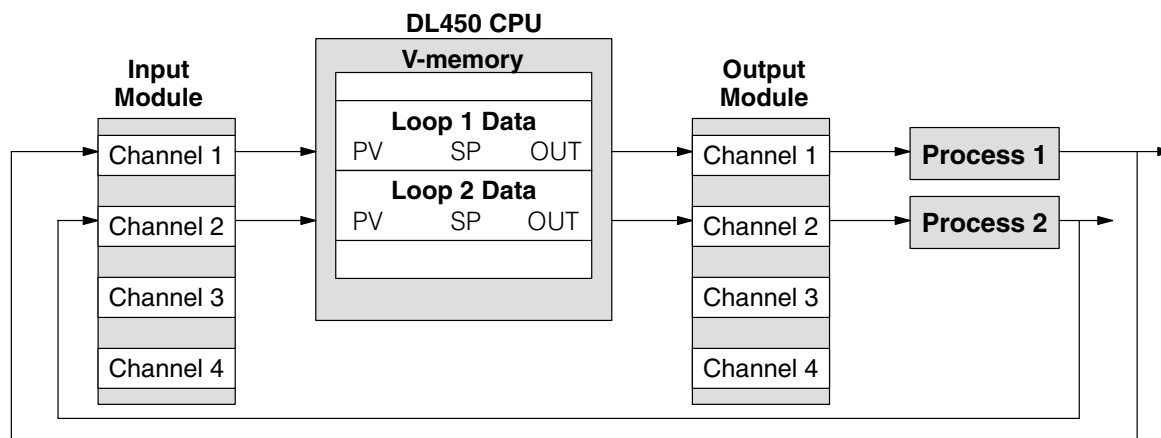 DL450 CPU
V-memory
Input
Module
Output
Module
Loop 1 Data
Channel 1
PV SP OUT
Channel 1
Process 1
Loop 2 Data
Channel 2
PV SP OUT
Channel 2
Process 2
Channel 3
Channel 3
Channel 4
Channel 4